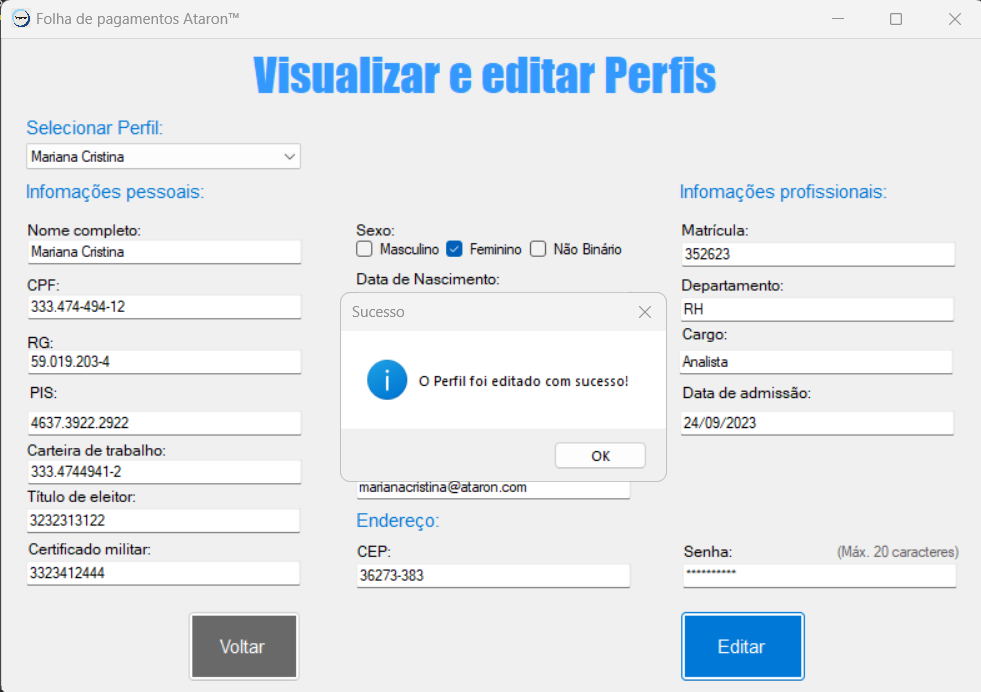 Folha de pagamentos Ataron™
Visualizar e editar Perfis
Selecionar Perfil:
Mariana Cristina
Infomações pessoais:
Nome completo:
Mariana Cristina
CPF:
333.474-494-12
RG:
59.019.203-4
PIS:
4637.3922.2922
Carteira de trabalho:
333.4744941-2
Título de eleitor:
3232313122
Certificado militar:
3323412444
Sexo:
Masculino Feminino Não Binário
Data de Nascimento:
Sucesso
O Perfil foi editado com sucesso!
OK
marianacristina@ataron.com
Endereço:
CEP:
36273-383
Infomações profissionais:
Matrícula:
352623
Departamento:
RH
Cargo:
Analista
Data de admissão:
24/09/2023
Senha: (Máx. 20 caracteres)
**********
Voltar
Editar